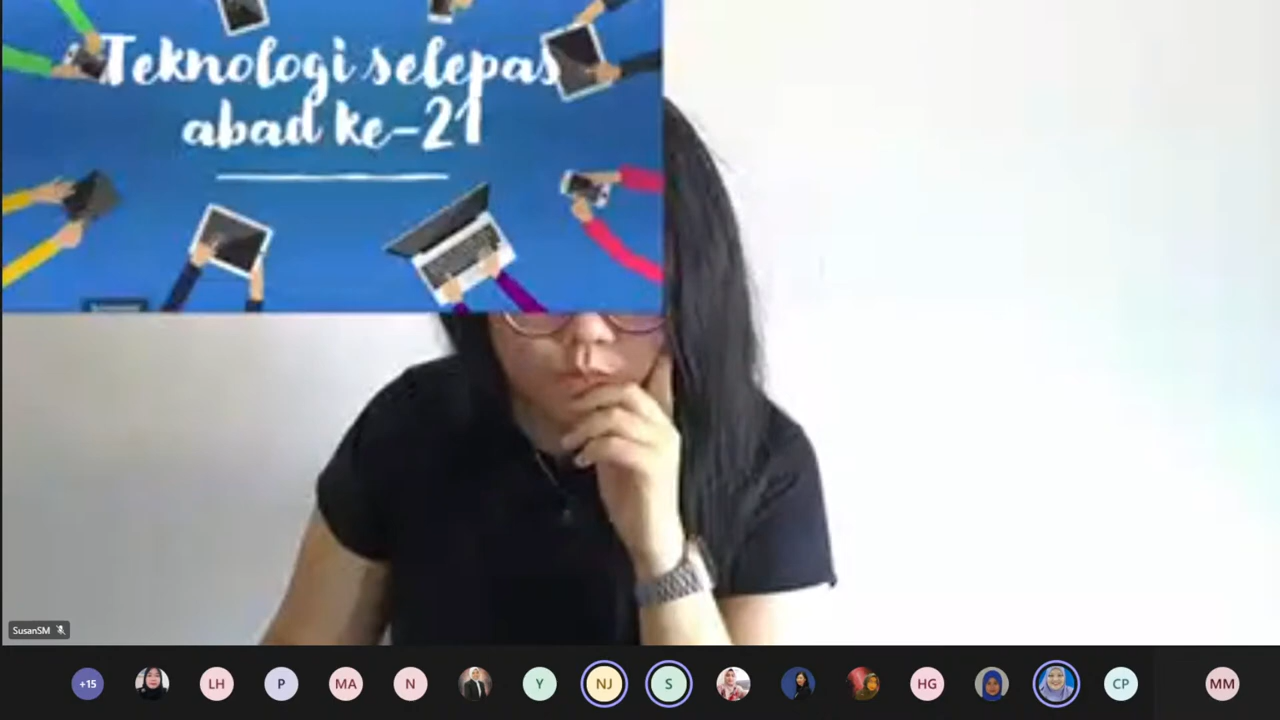 Teknologi selepas
abad ke-21
SusanSM
+15
LH
P
MA
N
Y
NJ
S
HG
CP
MM